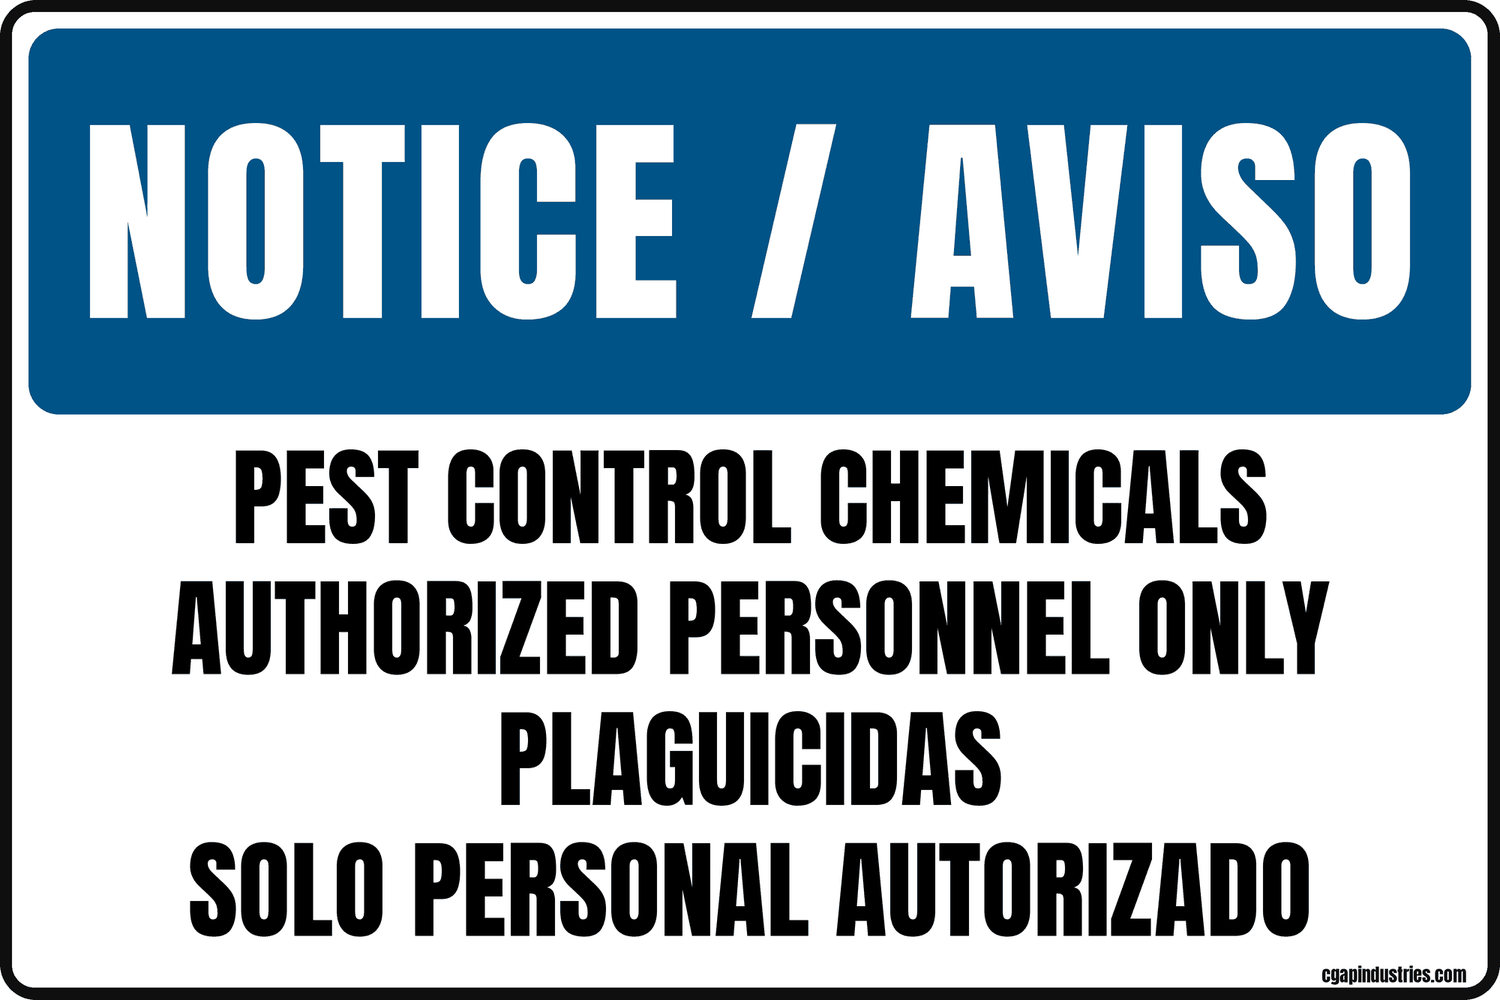 NOTICE / AVISO
PEST CONTROL CHEMICALS
AUTHORIZED PERSONNEL ONLY
PLAGUICIDAS
SOLO PERSONAL AUTORIZADO
cgapindustries.com